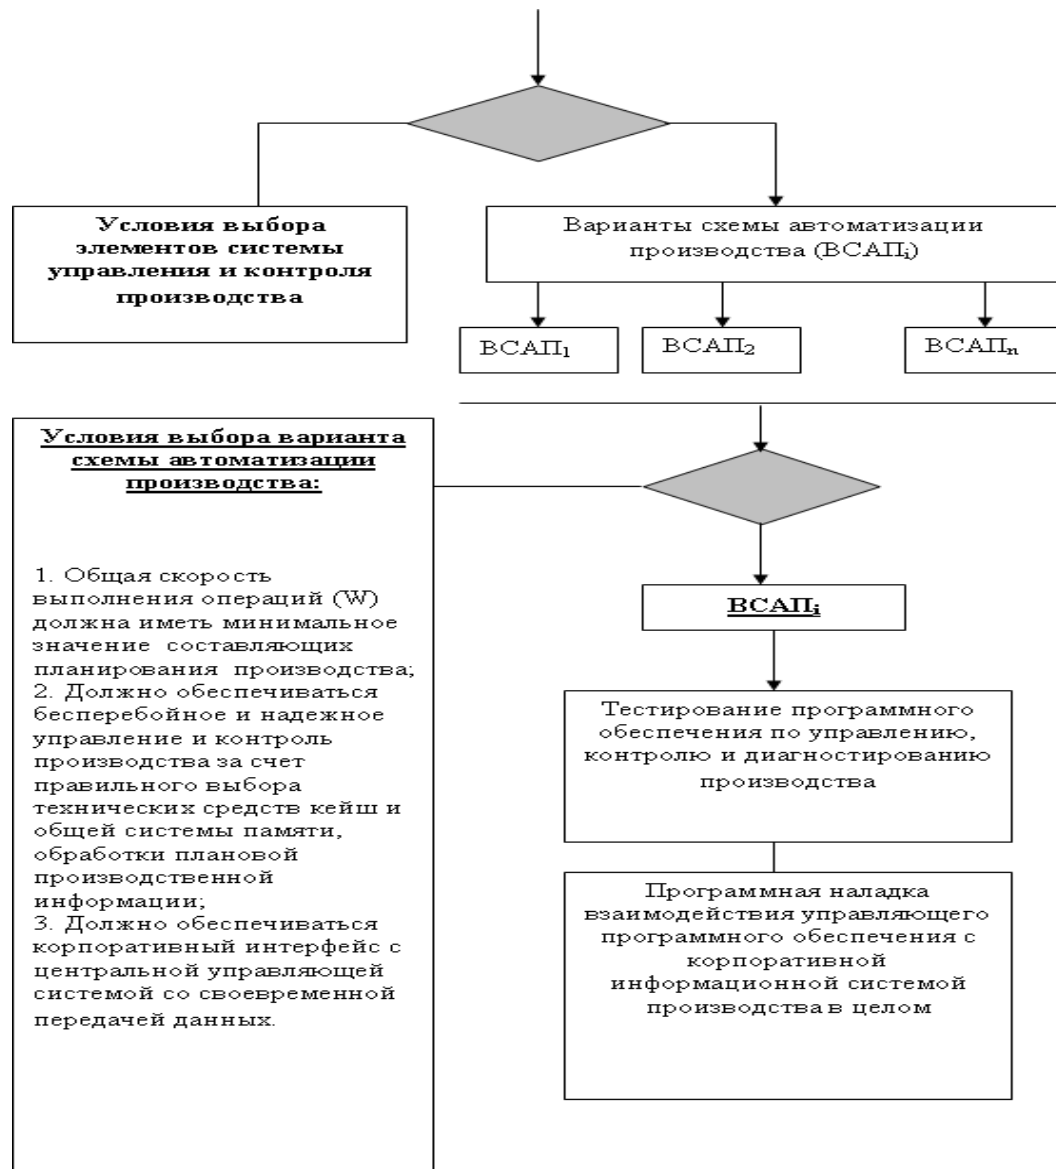 Условия выбора
элементов системы
управления и контроля
производства
Варианты схемы автоматизации
производства (ВСАПi)
ВСАП1
ВСАП2
ВСАПn
Условия выбора варианта
схемы автоматизации
производства:
1. Общая скорость
выполнения операций (W)
должна иметь минимальное
значение составляющих
планирования производства;
2. Должно обеспечиваться
бесперебойное и надежное
управление и контроль
производства за счет
правильного выбора
технических средств кейш и
общей системы памяти,
обработки плановой
производственной
информации;
3. Должно обеспечиваться
корпоративный интерфейс с
центральной управляющей
системой со своевременной
передачей данных.
ВСАПi
Тестирование программного
обеспечения по управлению,
контролю и диагностированию
производства
Программная наладка
взаимодействия управляющего
программного обеспечения с
корпоративной
информационной системой
производства в целом